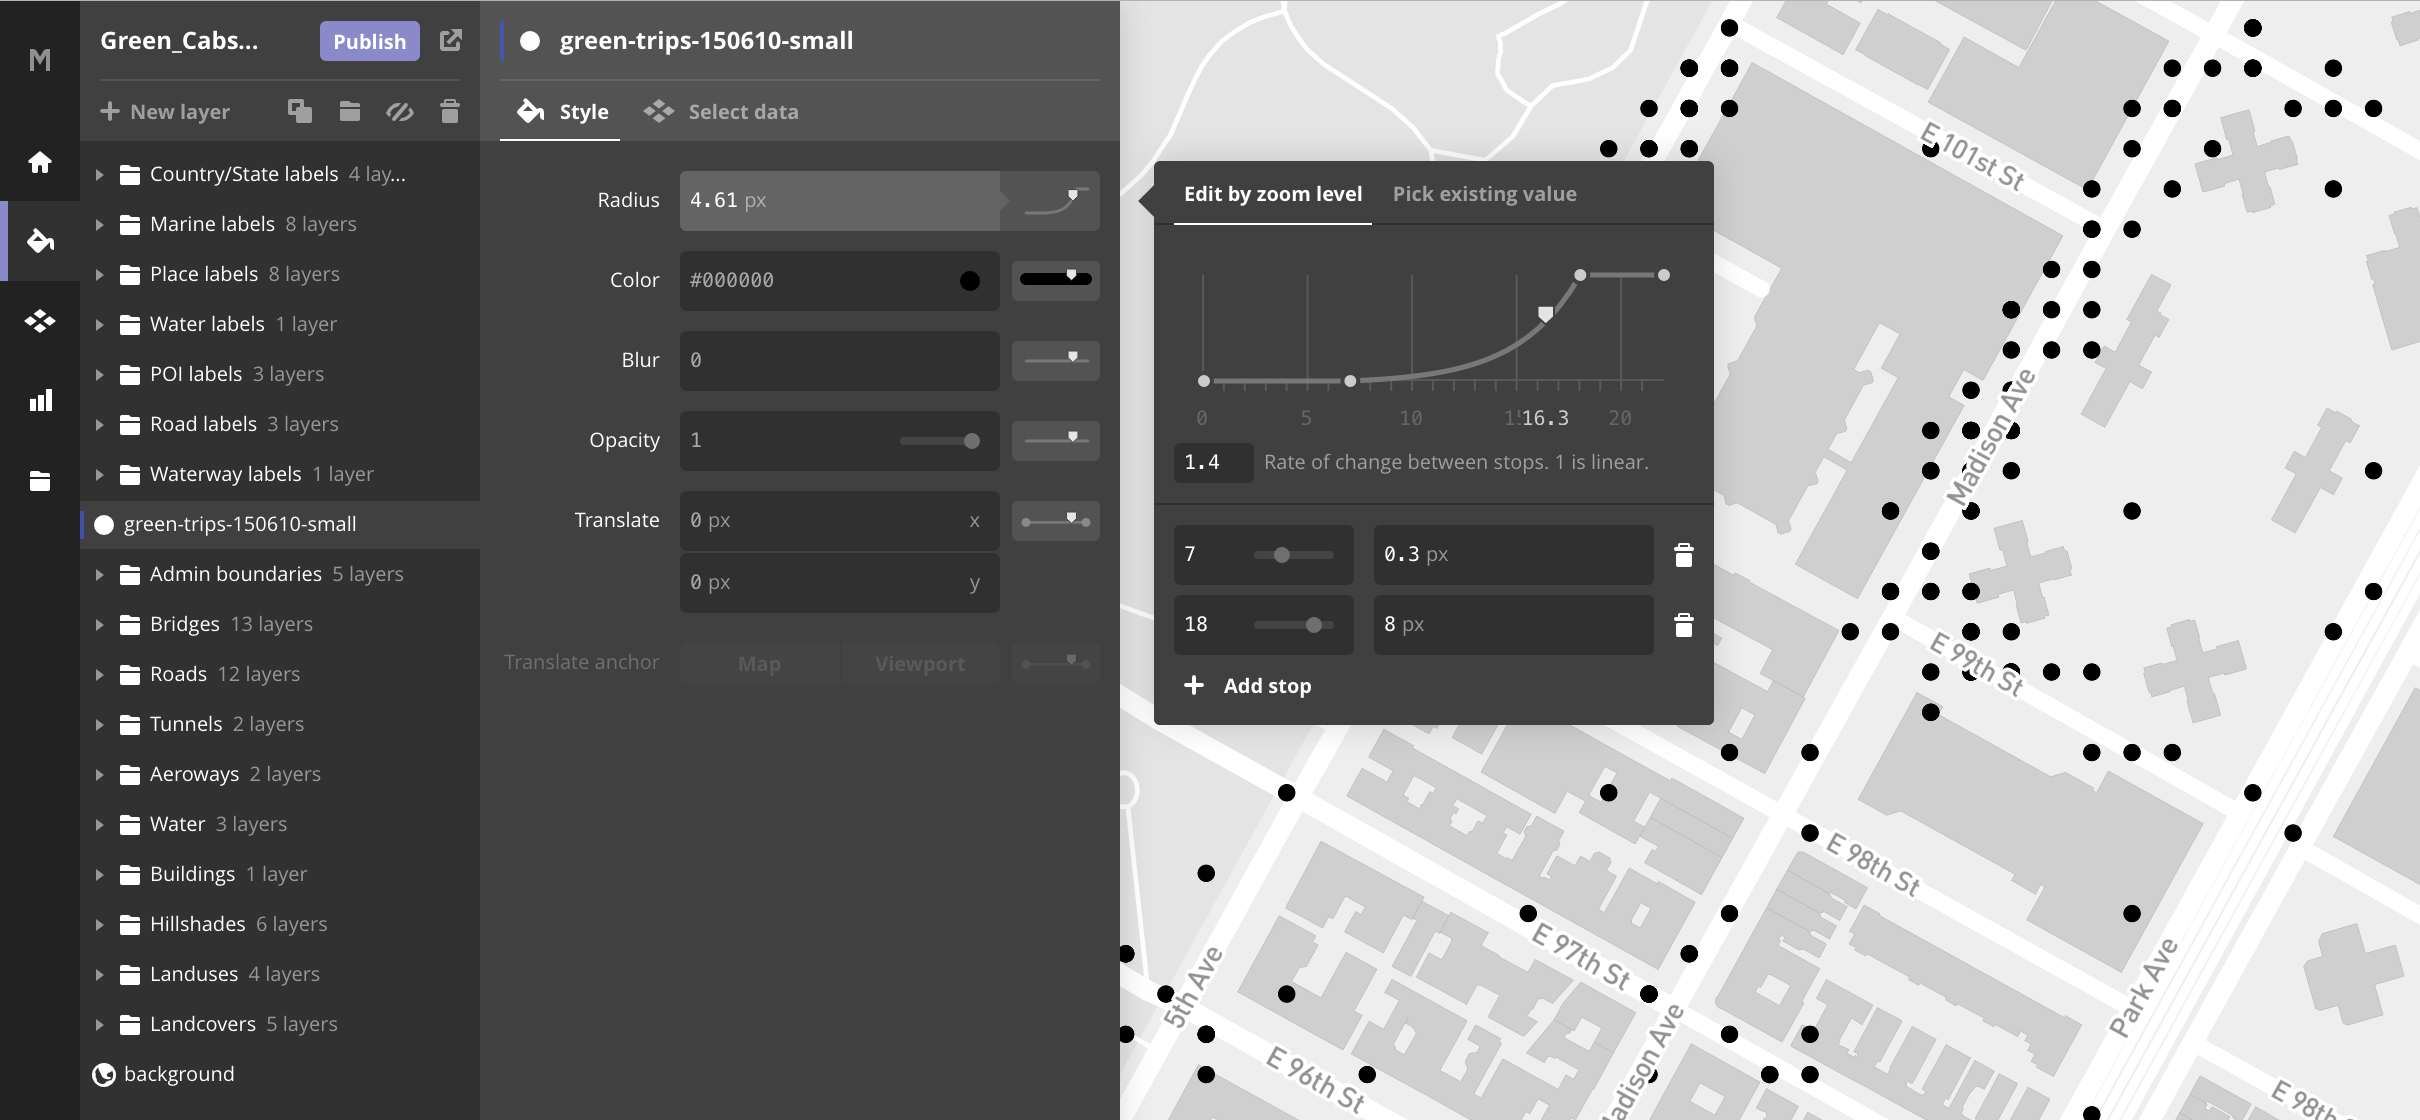 M
Green_Cabs...
Publish
New layer
Country/State labels 4 lay...
Marine labels 8 layers
Place labels 8 layers
Water labels 1 layer
POI labels 3 layers
Road labels 3 layers
Waterway labels 1 layer
green-trips-150610-small
Admin boundaries 5 layers
Bridges 13 layers
Roads 12 layers
Tunnels 2 layers
Aeroways 2 layers
Water 3 layers
Buildings 1 layer
Hillshades 6 layers
Landuses 4 layers
Landcovers 5 layers
background
green-trips-150610-small
Style Select data
Radius 4.61 px
Color #000000
Blur 0
Opacity 1
Translate 0 px x
0 px y
Translate anchor Map Viewport
Edit by zoom level Pick existing value
0 5 10 16.3 20
1.4 Rate of change between stops. 1 is linear.
7 0.3 px
18 8 px
Add stop
E 101st St
Madison Ave
E 99th St
E 98th St
E 97th St
5th Ave
Park Ave
E 96th St
adison Ave
E 98th